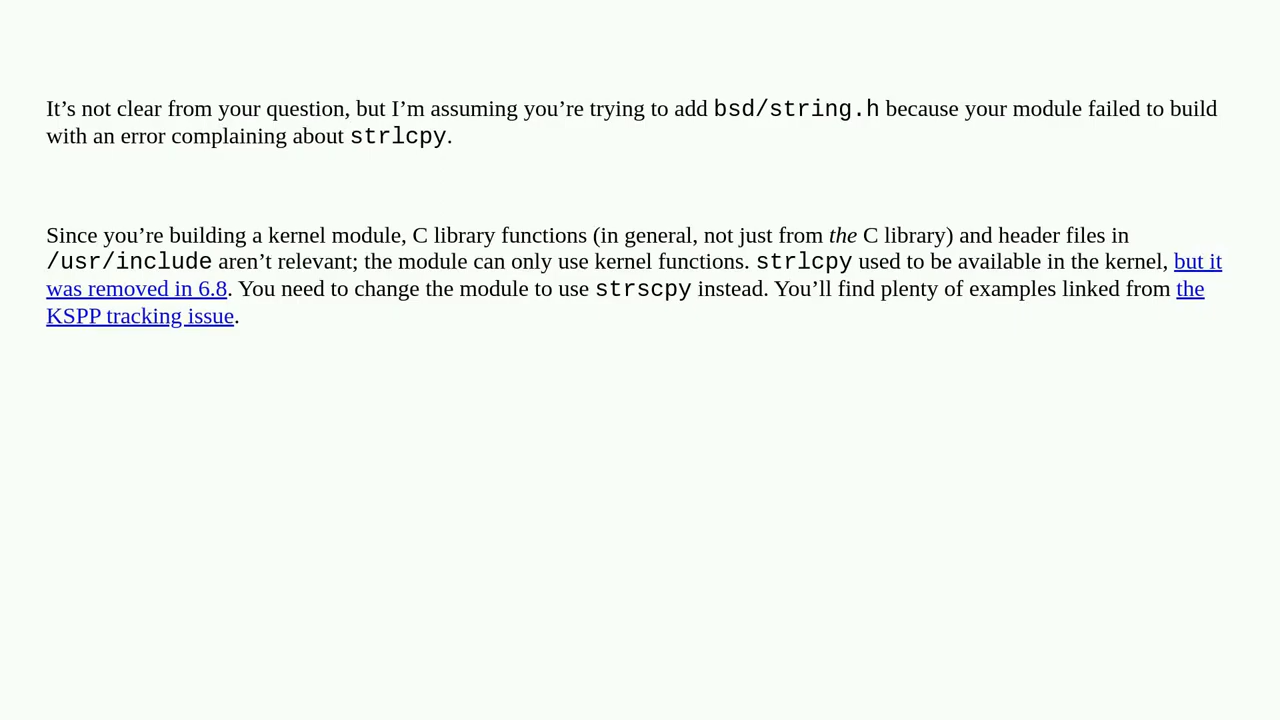 It’s not clear from your question, but I’m assuming you’re trying to add bsd/string.h because your module failed to build
with an error complaining about strlcpy.
Since you’re building a kernel module, C library functions (in general, not just from the C library) and header files in
/usr/include aren’t relevant; the module can only use kernel functions. strlcpy used to be available in the kernel, but it
was removed in 6.8. You need to change the module to use strscpy instead. You’ll find plenty of examples linked from the
KSPP tracking issue.